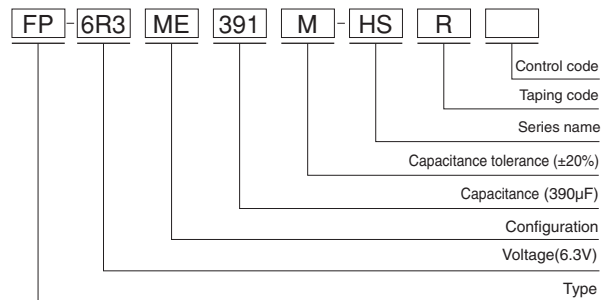 FP-6R3 ME 391 M-HS R
Control code
Taping code
Series name
Capacitance tolerance (±20%)
Capacitance (390µF)
Configuration
Voltage(6.3V)
Type